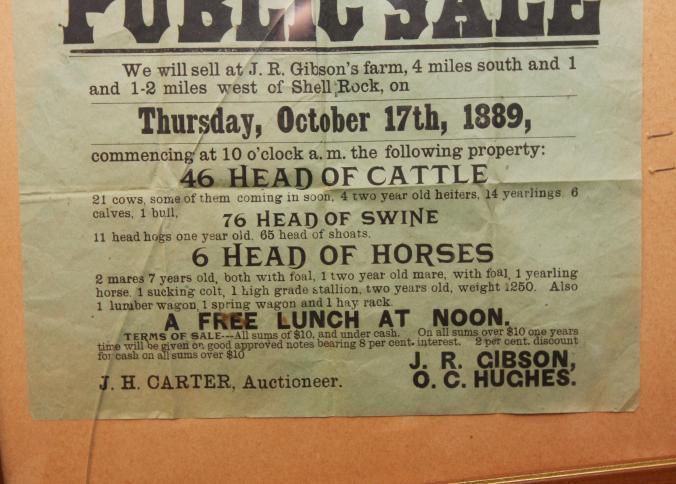 PUBLIC SALE
We will sell at J. R. Gibson's farm, 4 miles south and 1
and 1-2 miles west of Shell Rock, on
Thursday, October 17th, 1889,
commencing at 10 o'clock a. m. the following property:
46 HEAD OF CATTLE
21 cows, some of them coming in soon, 4 two year old heifers, 14 yearlings 6
calves, 1 bull,
76 HEAD OF SWINE
11 head hogs one year old, 65 head of shoats.
6 HEAD OF HORSES
2 mares 7 years old, both with foal, 1 two year old mare, with foal, 1 yearling
horse, 1 sucking colt, 1 high grade stallion, two years old, weight 1250. Also
1 lumber wagon, 1 spring wagon and 1 hay rack.
A FREE LUNCH AT NOON.
TERMS OF SALE---All sums of $10, and under cash. On all sums over $10 one years
time will be given on good approved notes bearing 8 per cent. interest. 2 per cent. discount
for cash on all sums over $10
J. R. GIBSON,
O. C. HUGHES.
J. H. CARTER, Auctioneer.